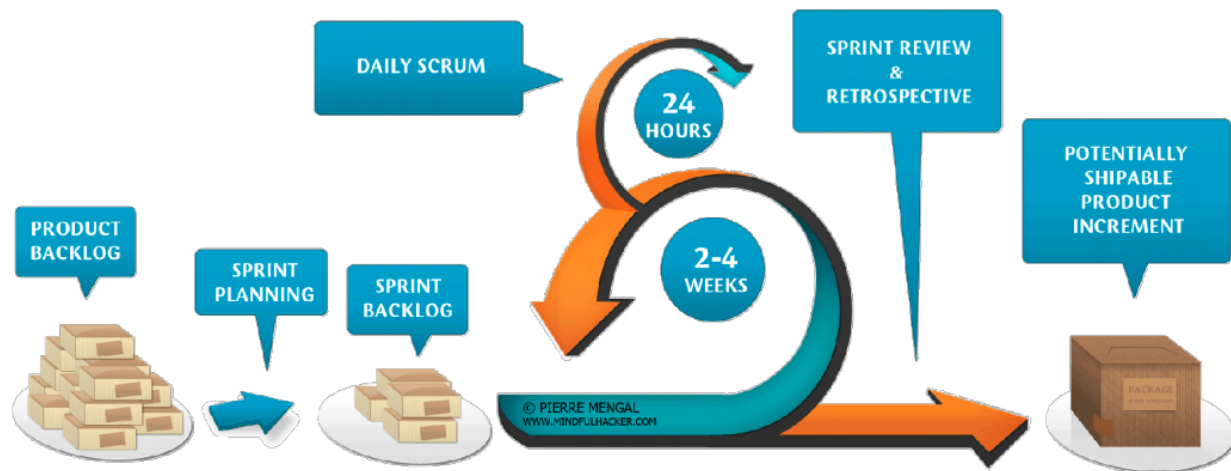 PRODUCT
BACKLOG
SPRINT
PLANNING
SPRINT
BACKLOG
DAILY SCRUM
24
HOURS
2-4
WEEKS
© PIERRE MENGAL
WWW.MINDFULHACKER.COM
SPRINT REVIEW
&
RETROSPECTIVE
POTENTIALLY
SHIPABLE
PRODUCT
INCREMENT
PACKAGE